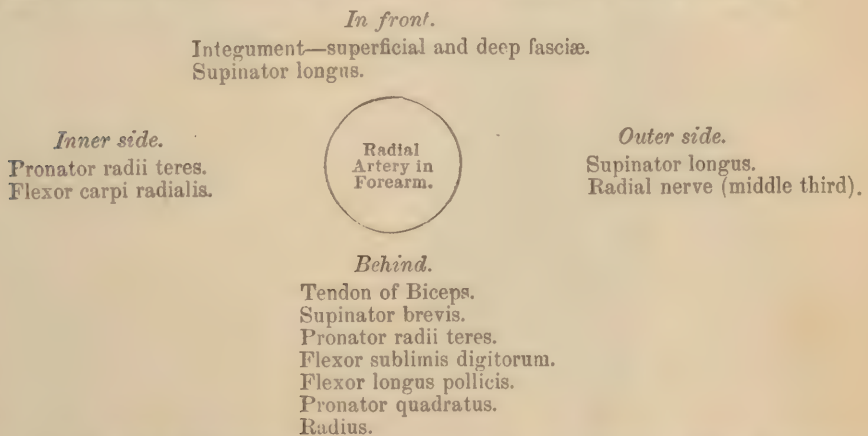 In front.
Integument—superficial and deep fasciæ.
Supinator longus.
Inner side.
Pronator radii teres.
Flexor carpi radialis.
Radial
Artery in
Forearm.
Outer side.
Supinator longus.
Radial nerve (middle third).
Behind.
Tendon of Biceps.
Supinator brevis.
Pronator radii teres.
Flexor sublimis digitorum.
Flexor longus pollicis.
Pronator quadratus.
Radius.